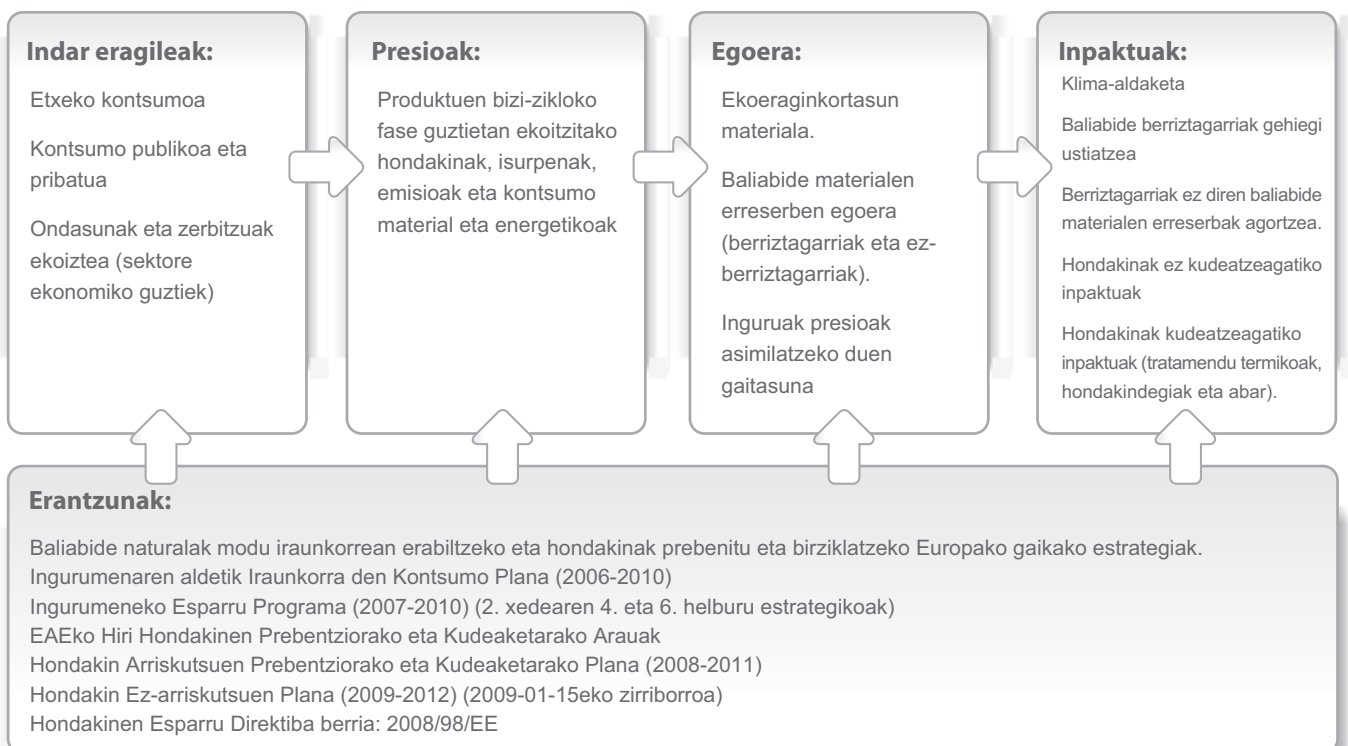 Indar eragileak:
Etxeko kontsumoa
Kontsumo publikoa eta
pribatua
Ondasunak eta zerbitzuak
ekoiztea (sektore
ekonomiko guztiek)
Presioak:
Produktuen bizi-zikloko
fase guztietan ekoitzitako
hondakinak, isurpenak,
emisioak eta kontsumo
material eta energetikoak
Egoera:
Ekoeraginkortasun
materiala.
Baliabide materialen
erreserben egoera
(berriztagarriak eta ez-
berriztagarriak).
Inguruak presioak
asimilatzeko duen
gaitasuna
Inpaktuak:
Klima-aldaketa
Baliabide berriztagarriak gehiegi
ustiatzea
Berriztagarriak ez diren baliabide
materialen erreserbak agortzea.
Hondakinak ez kudeatzeagatiko
inpaktuak
Hondakinak kudeatzeagatiko
inpaktuak (tratamendu termikoak,
hondakindegiak eta abar).
Erantzunak:
Baliabide naturalak modu iraunkorrean erabiltzeko eta hondakinak prebenitu eta birziklatzeko Europako gaikako estrategiak.
Ingurumenaren aldetik Iraunkorra den Kontsumo Plana (2006-2010)
Ingurumeneko Esparru Programa (2007-2010) (2. xedearen 4. eta 6. helburu estrategikoak)
EAEko Hiri Hondakinen Prebentziorako eta Kudeaketarako Arauak
Hondakin Arriskutsuen Prebentziorako eta Kudeaketarako Plana (2008-2011)
Hondakin Ez-arriskutsuen Plana (2009-2012) (2009-01-15eko zirriborroa)
Hondakinen Esparru Direktiba berria: 2008/98/EE